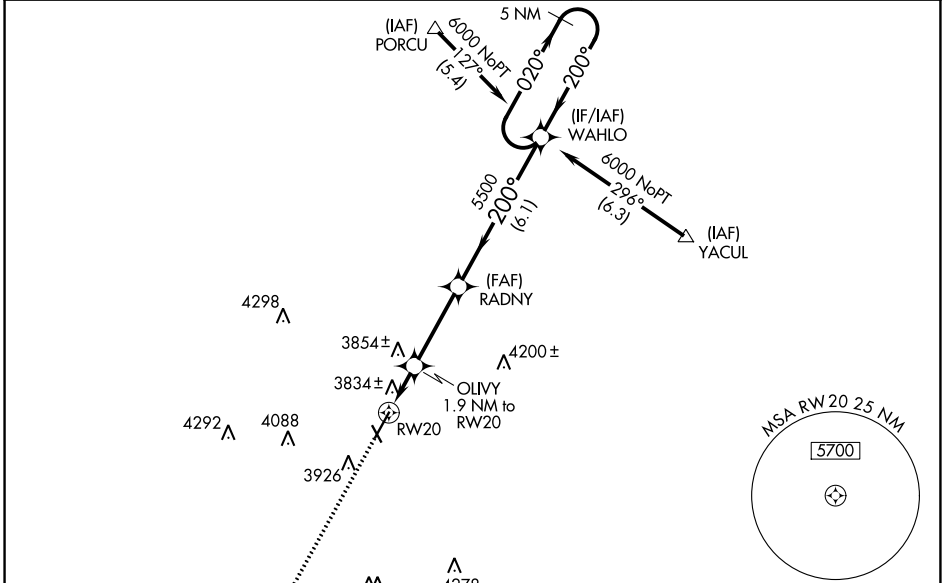 5 NM
(IAF)
PORCU
6000 NoPT
127°
(5.4)
020°
200°
(IF/IAF)
WAHLO
6000 NoPT
296°
(6.3)
5500
200°
(6.1)
(IAF)
YACUL
(FAF)
RADNY
4298
3854±
4200±
3834±
OLIVY
1.9 NM to
RW20
RW20
4292
4088
3926
MSA RW20 25 NM
5700
4278